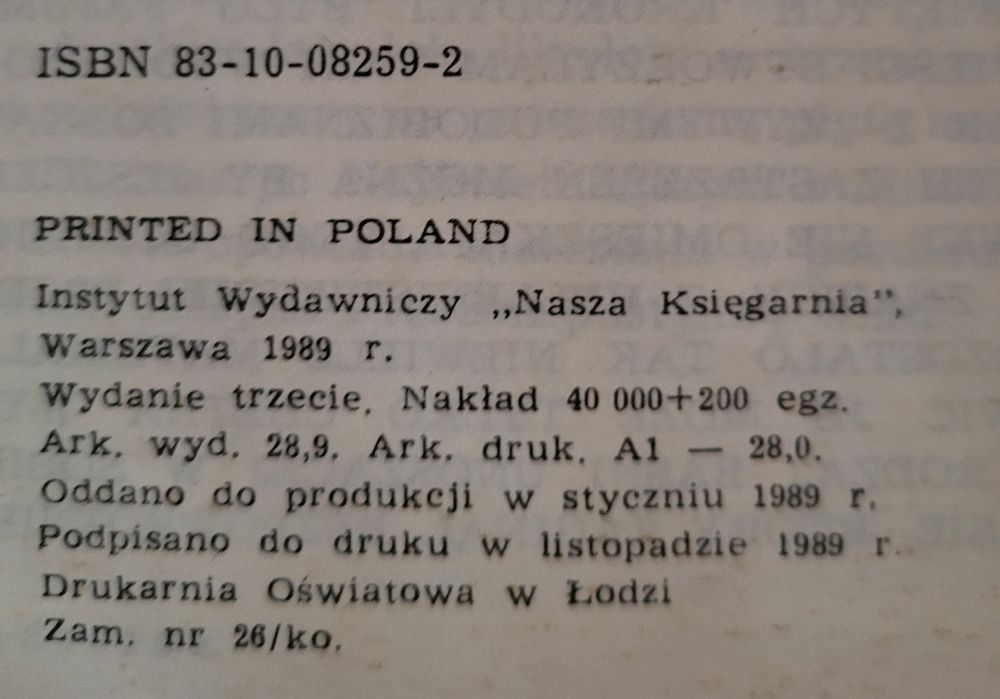 ISBN 83-10-08259-2
PRINTED IN POLAND
Instytut Wydawniczy „Nasza Księgarnia”,
Warszawa 1989 r.
Wydanie trzecie. Nakład 40 000+200 egz.
Ark. wyd. 28,9. Ark. druk. A1 — 28,0.
Oddano do produkcji w styczniu 1989 r.
Podpisano do druku w listopadzie 1989 r.
Drukarnia Oświatowa w Łodzi
Zam. nr 26/ko.